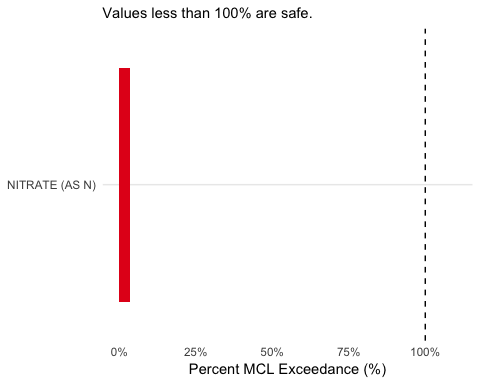 Values less than 100% are safe.
NITRATE (AS N)
0% 25% 50% 75% 100%
Percent MCL Exceedance (%)